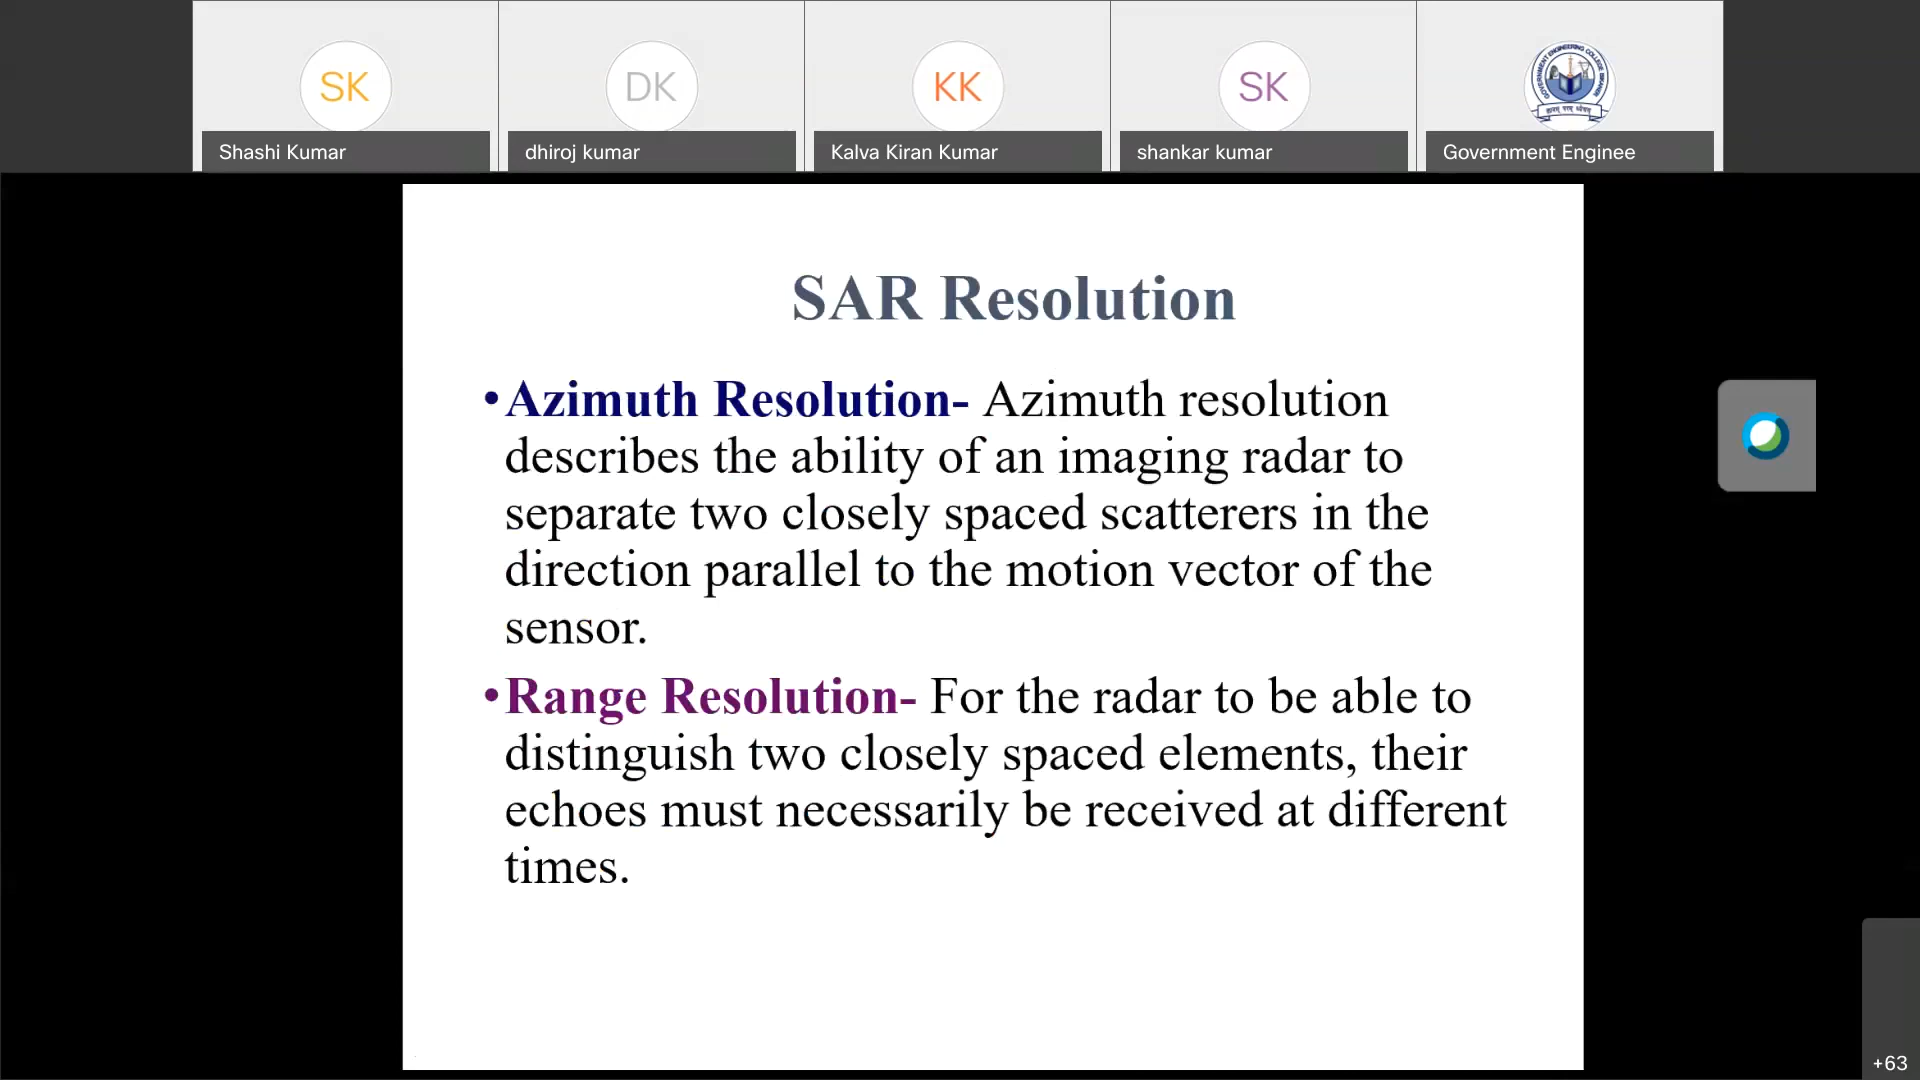 SK
DK
KK
SK
Shashi Kumar
dhiroj kumar
Kalva Kiran Kumar
shankar kumar
Government Enginee
SAR Resolution
•Azimuth Resolution- Azimuth resolution
describes the ability of an imaging radar to
separate two closely spaced scatterers in the
direction parallel to the motion vector of the
sensor.
•Range Resolution- For the radar to be able to
distinguish two closely spaced elements, their
echoes must necessarily be received at different
times.
+63